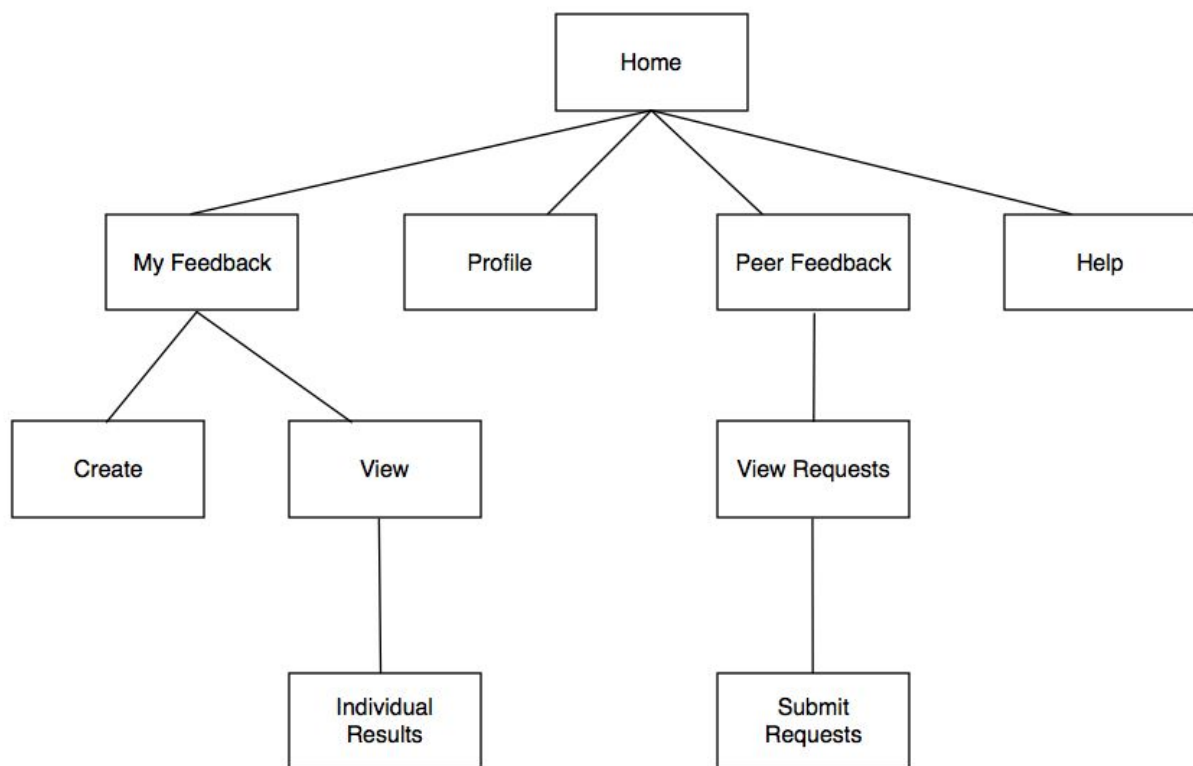 Home
My Feedback
Profile
Peer Feedback
Help
Create
View
View Requests
Individual
Results
Submit
Requests